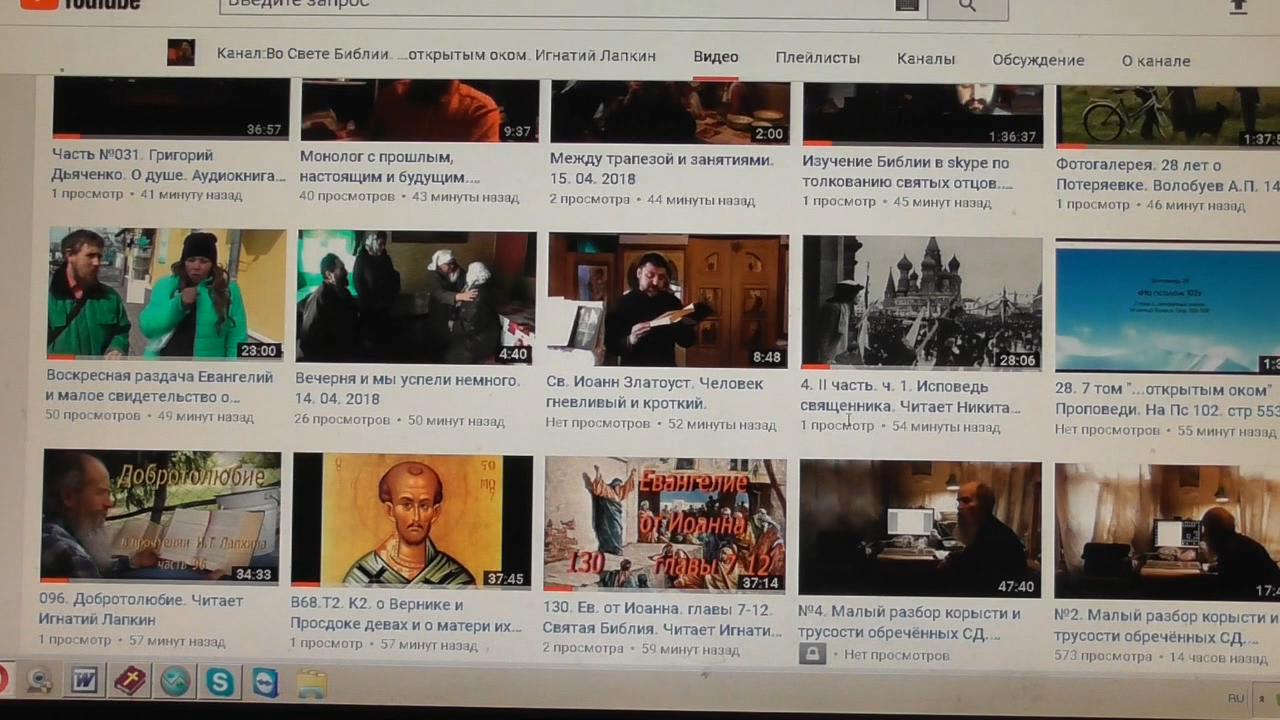 YouTube
Введите запрос
Канал:Во Свете Библии. ...открытым оком. Игнатий Лапкин
Видео
Плейлисты
Каналы
Обсуждение
О канале
36:57
9:37
2:00
1:36:37
1:37:
Часть №031. Григорий
Дьяченко. О душе. Аудиокнига...
1 просмотр • 41 минуту назад
Монолог с прошлым,
настоящим и будущим....
40 просмотров • 43 минуты назад
Между трапезой и занятиями.
15. 04. 2018
2 просмотра • 44 минуты назад
Изучение Библии в skype по
толкованию святых отцов....
1 просмотр • 45 минут назад
Фотогалерея. 28 лет о
Потеряевке. Волобуев А.П. 14
1 просмотр • 46 минут назад
23:00
4:40
8:48
28:06
«На псалом 102»
1:3
Воскресная раздача Евангелий
и малое свидетельство о...
50 просмотров • 49 минут назад
Вечерня и мы успели немного.
14. 04. 2018
26 просмотров • 50 минут назад
Св. Иоанн Златоуст. Человек
гневливый и кроткий.
Нет просмотров • 52 минуты назад
4. II часть. ч. 1. Исповедь
священника. Читает Никита...
1 просмотр • 54 минуты назад
28. 7 том "...открытым оком"
Проповеди. На Пс 102. стр 553
Нет просмотров • 55 минут назад
Добротолюбие
в прочтении И.Т. Лапкина
часть 96
34:33
37:45
Евангелие
от Иоанна
130 главы 7-12
37:14
47:40
17:4
096. Добротолюбие. Читает
Игнатий Лапкин
1 просмотр • 57 минут назад
В68.Т2. К2. о Вернике и
Просдоке девах и о матери их...
1 просмотр • 57 минут назад
130. Ев. от Иоанна. главы 7-12.
Святая Библия. Читает Игнати...
2 просмотра • 59 минут назад
№4. Малый разбор корысти и
трусости обречённых СД....
• Нет просмотров
№2. Малый разбор корысти и
трусости обречённых СД....
573 просмотра • 14 часов назад
RU